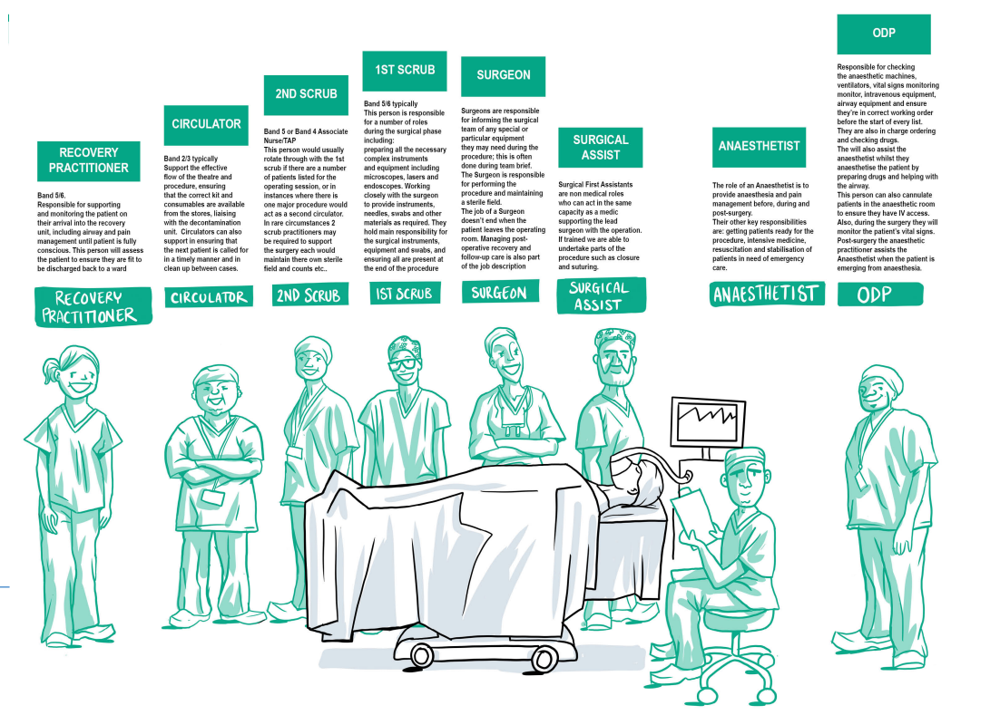 RECOVERY
PRACTITIONER
Band 5/6.
Responsible for supporting
and monitoring the patient on
their arrival into the recovery
unit, including airway and pain
management until patient is fully
conscious. This person will assess
the patient to ensure they are fit to
be discharged back to a ward
CIRCULATOR
Band 2/3 typically
Support the effective
flow of the theatre and
procedure, ensuring
that the correct kit and
consumables are available
from the stores, liaising
with the decontamination
unit. Circulators can also
support in ensuring that
the next patient is called for
in a timely manner and in
clean up between cases.
2ND SCRUB
Band 5 or Band 4 Associate
Nurse/TAP
This person would usually
rotate through with the 1st
scrub if there are a number
of patients listed for the
operating session, or in
instances where there is
one major procedure would
act as a second circulator.
In rare circumstances 2
scrub practitioners may
be required to support
the surgery each would
maintain there own sterile
field and counts etc..
1ST SCRUB
Band 5/6 typically
This person is responsible
for a number of roles
during the surgical phase
including:
preparing all the necessary
complex instruments
and equipment including
microscopes, lasers and
endoscopes. Working
closely with the surgeon
to provide instruments,
needles, swabs and other
materials as required. They
hold main responsibility for
the surgical instruments,
equipment and swabs, and
ensuring all are present at
the end of the procedure
SURGEON
Surgeons are responsible
for informing the surgical
team of any special or
particular equipment
they may need during the
procedure; this is often
done during team brief.
The Surgeon is responsible
for performing the
procedure and maintaining
a sterile field.
The job of a Surgeon
doesn't end when the
patient leaves the operating
room. Managing post-
operative recovery and
follow-up care is also part
of the job description
SURGICAL
ASSIST
Surgical First Assistants
are non medical roles
who can act in the same
capacity as a medic
supporting the lead
surgeon with the operation.
If trained we are able to
undertake parts of the
procedure such as closure
and suturing.
ANAESTHETIST
The role of an Anaesthetist is to
provide anaesthesia and pain
management before, during and
post-surgery.
Their other key responsibilities
are: getting patients ready for the
procedure, intensive medicine,
resuscitation and stabilisation of
patients in need of emergency
care.
ODP
Responsible for checking
the anaesthetic machines,
ventilators, vital signs monitoring
monitor, intravenous equipment,
airway equipment and ensure
they're in correct working order
before the start of every list.
They are also in charge ordering
and checking drugs.
The will also assist the
anaesthetist whilst they
anaesthetise the patient by
preparing drugs and helping with
the airway.
This person can also cannulate
patients in the anaesthetic room
to ensure they have IV access.
Also, during the surgery they will
monitor the patient's vital signs.
Post-surgery the anaesthetic
practitioner assists the
Anaesthetist when the patient is
emerging from anaesthesia.
RECOVERY
PRACTITIONER
CIRCULATOR
2ND SCRUB
1ST SCRUB
SURGEON
SURGICAL
ASSIST
ANAESTHETIST
ODP